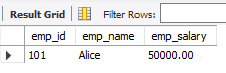 Result Grid Filter Rows:
emp_id emp_name emp_salary
101 Alice 50000.00